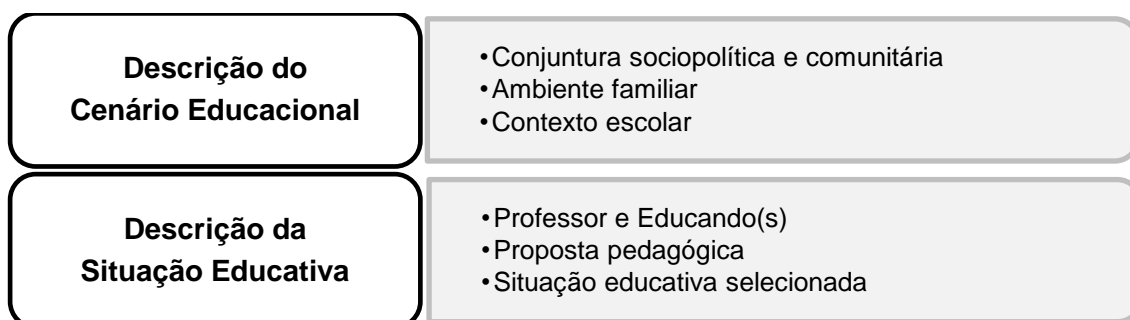 Descrição do
Cenário Educacional
•Conjuntura sociopolítica e comunitária
•Ambiente familiar
•Contexto escolar
Descrição da
Situação Educativa
•Professor e Educando(s)
•Proposta pedagógica
•Situação educativa selecionada